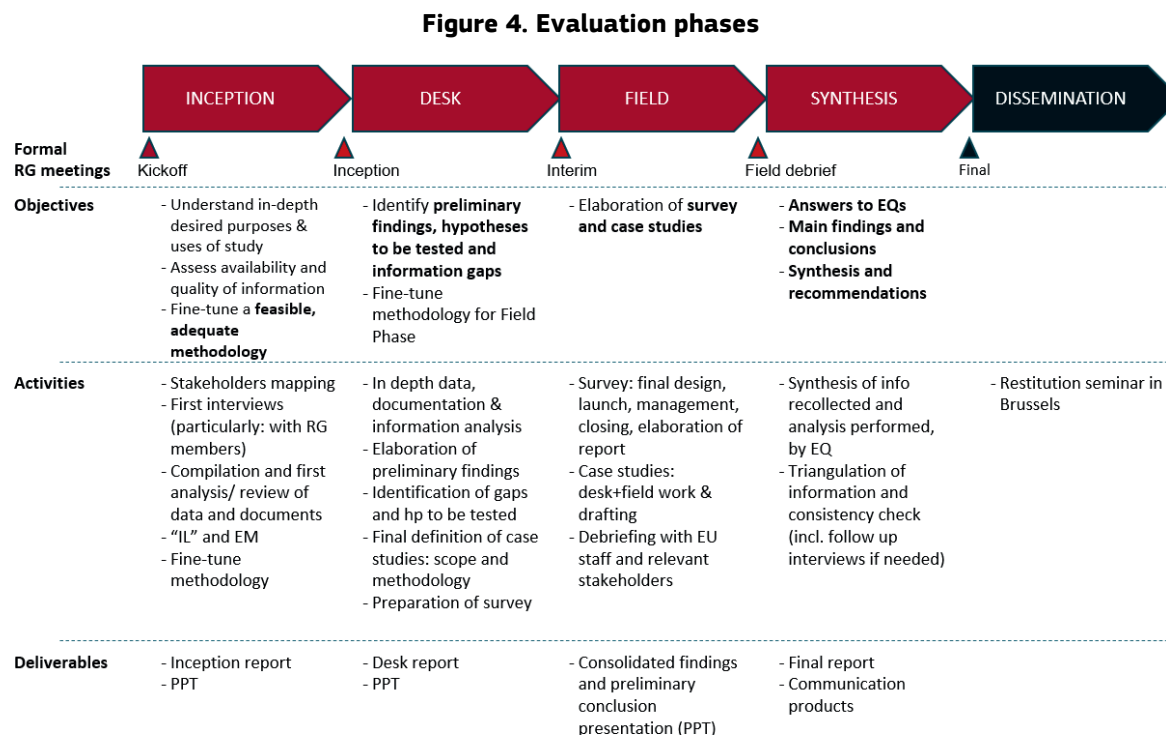 Figure 4. Evaluation phases
INCEPTION
DESK
FIELD
SYNTHESIS
DISSEMINATION
Formal
RG meetings
Kickoff
Inception
Interim
Field debrief
Final
Objectives
- Understand in-depth
desired purposes &
uses of study
- Assess availability and
quality of information
- Fine-tune a feasible,
adequate
methodology
- Identify preliminary
findings, hypotheses
to be tested and
information gaps
- Fine-tune
methodology for Field
Phase
- Elaboration of survey
and case studies
- Answers to EQs
- Main findings and
conclusions
- Synthesis and
recommendations
Activities
- Stakeholders mapping
- First interviews
(particularly: with RG
members)
- Compilation and first
analysis/ review of
data and documents
- “IL” and EM
- Fine-tune
methodology
- In depth data,
documentation &
information analysis
- Elaboration of
preliminary findings
- Identification of gaps
and hp to be tested
- Final definition of case
studies: scope and
methodology
- Preparation of survey
- Survey: final design,
launch, management,
closing, elaboration of
report
- Case studies:
desk+field work &
drafting
- Debriefing with EU
staff and relevant
stakeholders
- Synthesis of info
recollected and
analysis performed,
by EQ
- Triangulation of
information and
consistency check
(incl. follow up
interviews if needed)
- Restitution seminar in
Brussels
Deliverables
- Inception report
- PPT
- Desk report
- PPT
- Consolidated findings
and preliminary
conclusion
presentation (PPT)
- Final report
- Communication
products